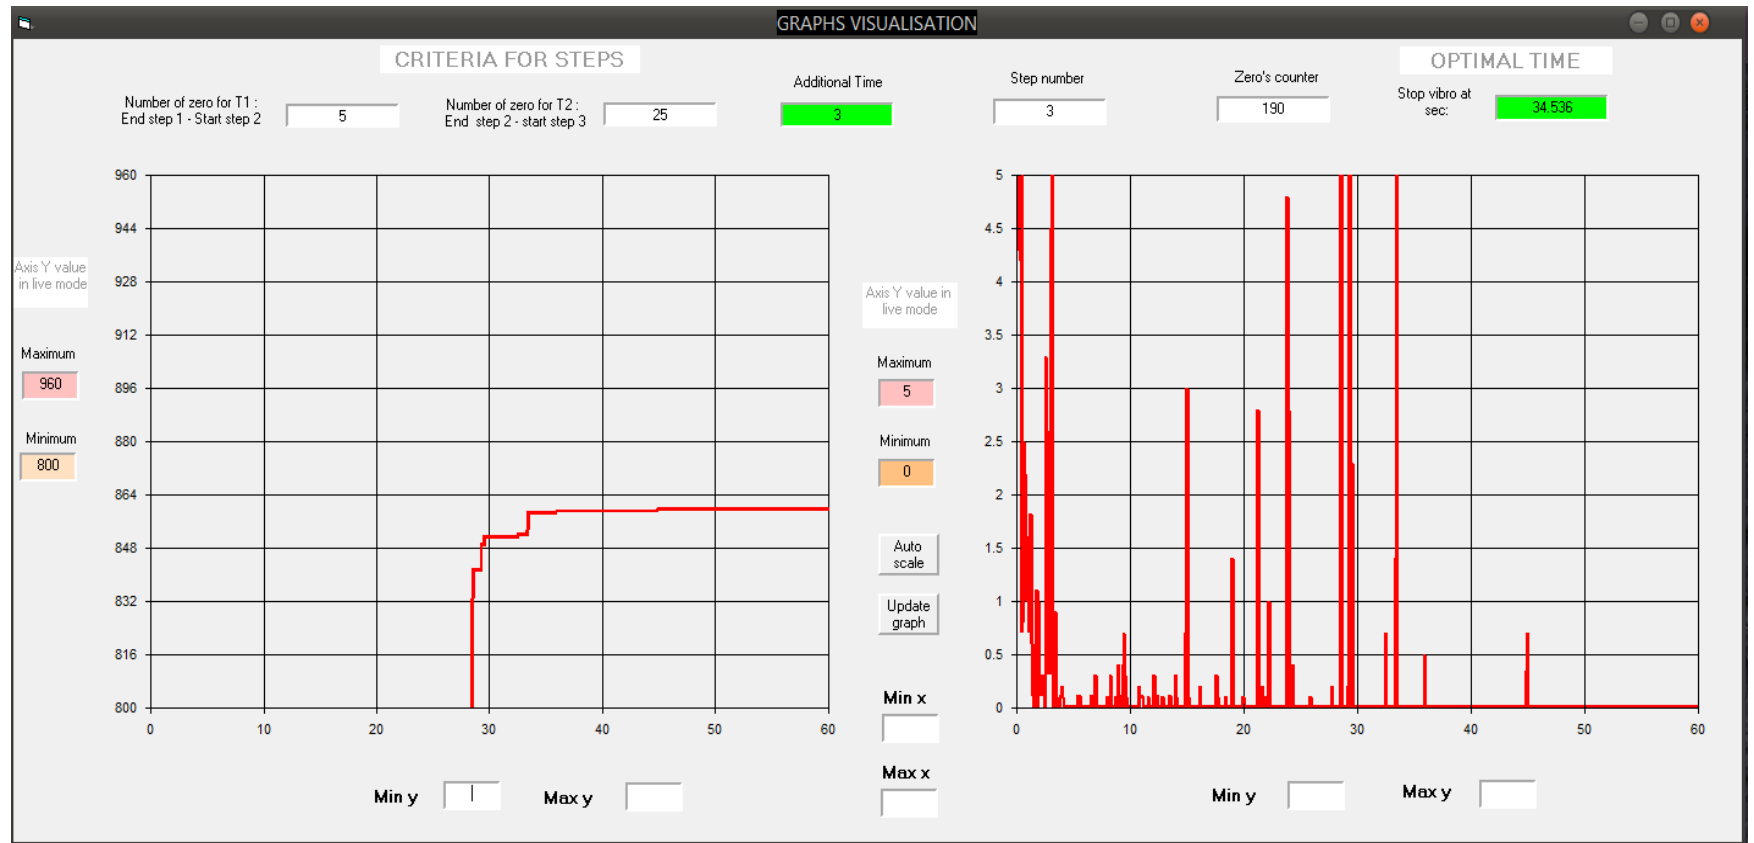 GRAPHS VISUALISATION
CRITERIA FOR STEPS
OPTIMAL TIME
Number of zero for T1 :
End step 1 - Start step 2
5
Number of zero for T2 :
End step 2 - start step 3
25
Additional Time
3
Step number
3
Zero's counter
190
Stop vibro at
sec:
34.536
Axis Y value
in live mode
Maximum
960
Minimum
800
960
944
928
912
896
880
864
848
832
816
800
0 10 20 30 40 50 60
Min y
Max y
Axis Y value in
live mode
Maximum
5
Minimum
0
Auto
scale
Update
graph
Min x
Max x
5
4.5
4
3.5
3
2.5
2
1.5
1
0.5
0
0 10 20 30 40 50 60
Min y
Max y